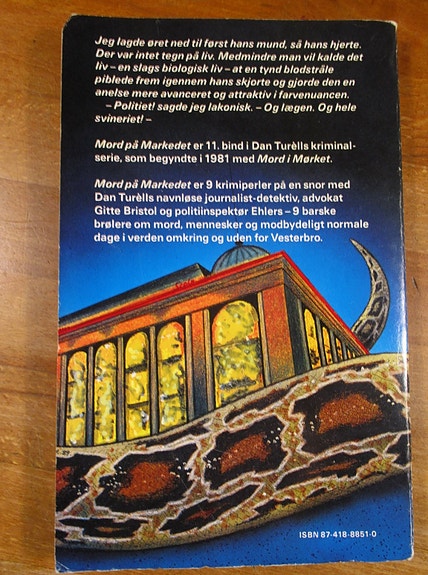 Jeg lagde øret ned til først hans mund, så hans hjerte.
Der var intet tegn på liv. Medmindre man vil kalde det
liv – en slags biologisk liv – at en tynd blodstråle
piblede frem igennem hans skjorte og gjorde den en
anelse mere avanceret og attraktiv i farvenuancen.
– Politiet! sagde jeg lakonisk. – Og lægen. Og hele
svineriet! –
Mord på Markedet er 11. bind i Dan Turèlls kriminal-
serie, som begyndte i 1981 med Mord i Mørket.
Mord på Markedet er 9 krimiperler på en snor med
Dan Turèlls navnløse journalist-detektiv, advokat
Gitte Bristol og politiinspektør Ehlers – 9 barske
brølere om mord, mennesker og modbydeligt normale
dage i verden omkring og uden for Vesterbro.
ISBN 87-418-8851-0